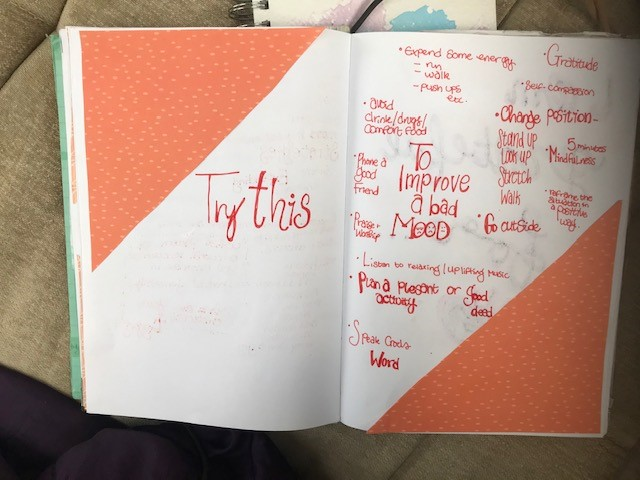 Try this
• Expend some energy
– run
– walk
– push ups
etc.
• Gratitude
• Self-compassion
• avoid
drink/drugs/
comfort food
• Change position –
Stand up
Look up
Stretch
Walk
5 minutes
• Mindfulness
To
Improve
a bad
MOOD
• Phone a
good
friend
• Reframe the
situation in a
positive
way.
• Praise +
Worship
• Go outside
• Listen to relaxing/uplifting music
• Plan a plesent or good
activity deed
• Speak God's
Word